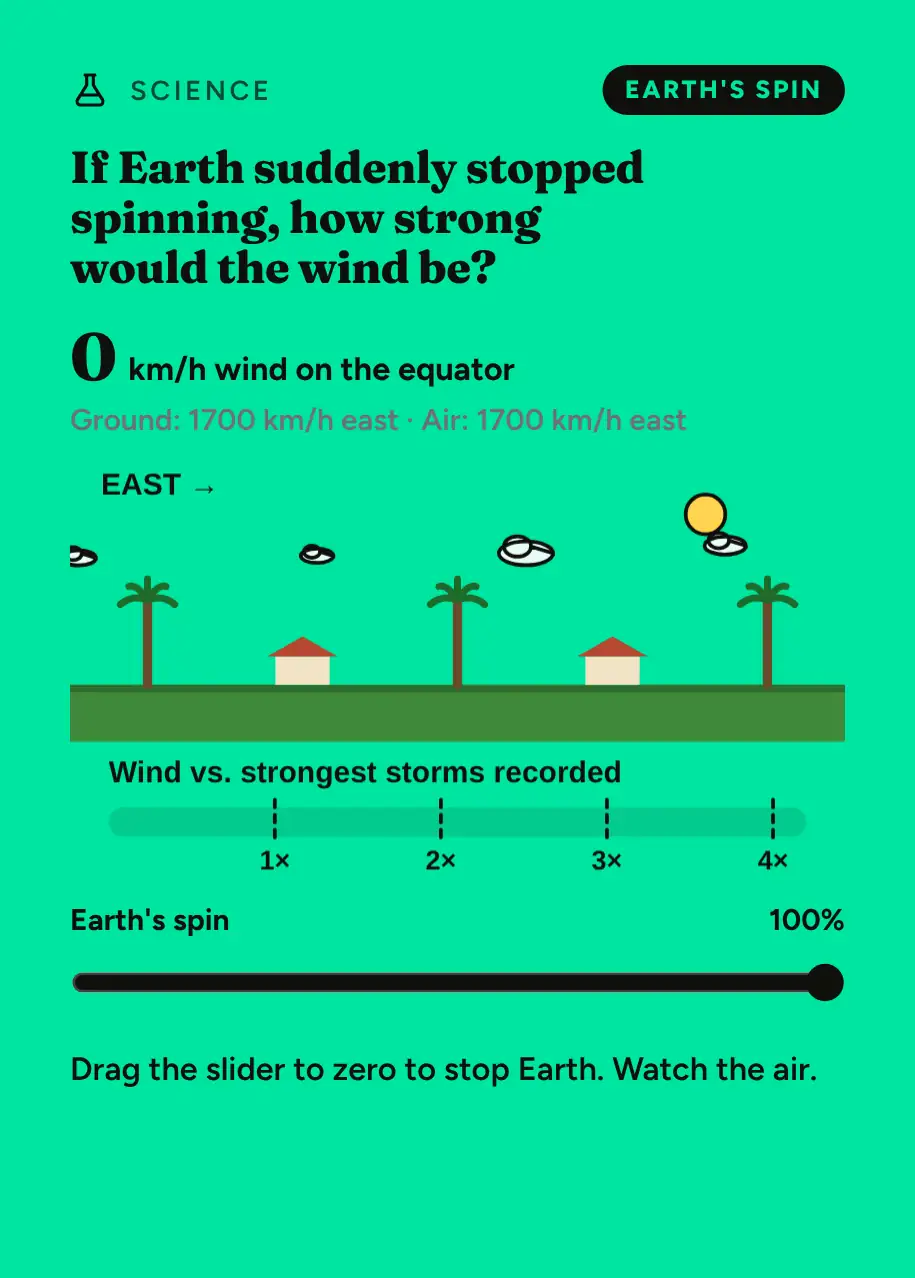 SCIENCE
EARTH'S SPIN
If Earth suddenly stopped
spinning, how strong
would the wind be?
0 km/h wind on the equator
Ground: 1700 km/h east · Air: 1700 km/h east
EAST →
Wind vs. strongest storms recorded
1× 2× 3× 4×
Earth's spin 100%
Drag the slider to zero to stop Earth. Watch the air.